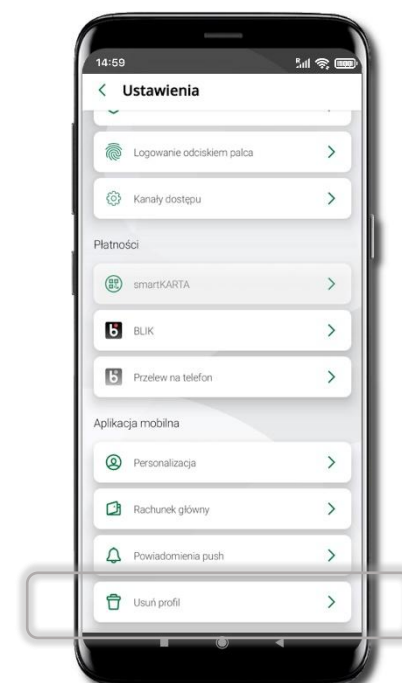 14:59
Ustawienia
Logowanie odciskiem palca
Kanały dostępu
Płatności
smartKARTA
BLIK
Przelew na telefon
Aplikacja mobilna
Personalizacja
Rachunek główny
Powiadomienia push
Usuń profil